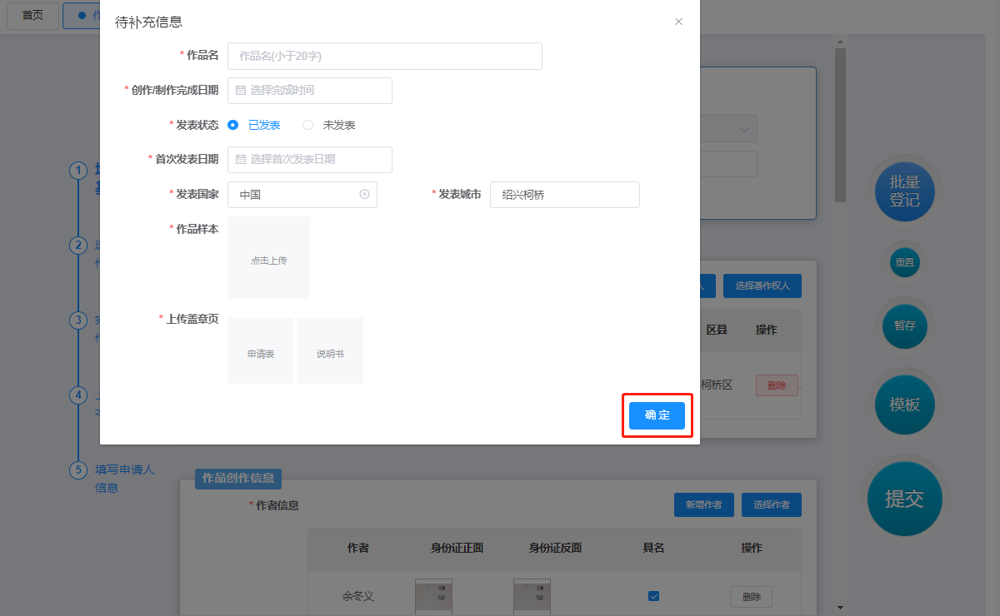 首页
待补充信息
* 作品名
作品名(小于20字)
* 创作/制作完成日期
选择完成时间
* 发表状态
已发表
未发表
* 首次发表日期
选择首次发表日期
* 发表国家
中国
* 发表城市
绍兴柯桥
* 作品样本
点击上传
* 上传盖章页
申请表
说明书
确定
1
2
3
4
5
填写申请人
信息
选择著作权人
区县
操作
柯桥区
删除
作品创作信息
* 作者信息
新增作者
选择作者
作者
身份证正面
身份证反面
具名
操作
余冬义
删除
批量
登记
重置
暂存
模板
提交